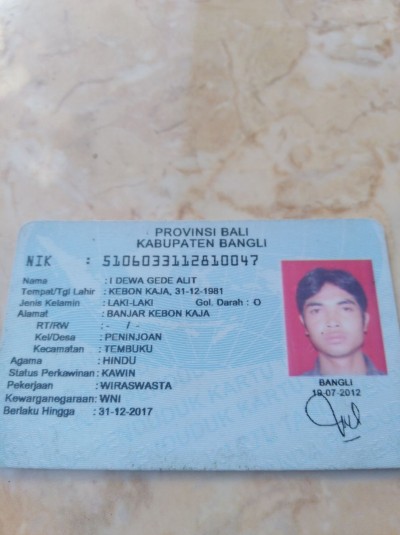 PROVINSI BALI
KABUPATEN BANGLI
NIK : 5106033112810047
Nama : I DEWA GEDE ALIT
Tempat/Tgl Lahir : KEBON KAJA, 31-12-1981
Jenis Kelamin : LAKI-LAKI Gol. Darah : O
Alamat : BANJAR KEBON KAJA
RT/RW : - / -
Kel/Desa : PENINJOAN
Kecamatan : TEMBUKU
Agama : HINDU
Status Perkawinan : KAWIN
Pekerjaan : WIRASWASTA
Kewarganegaraan: WNI
Berlaku Hingga : 31-12-2017
BANGLI
19-07-2012